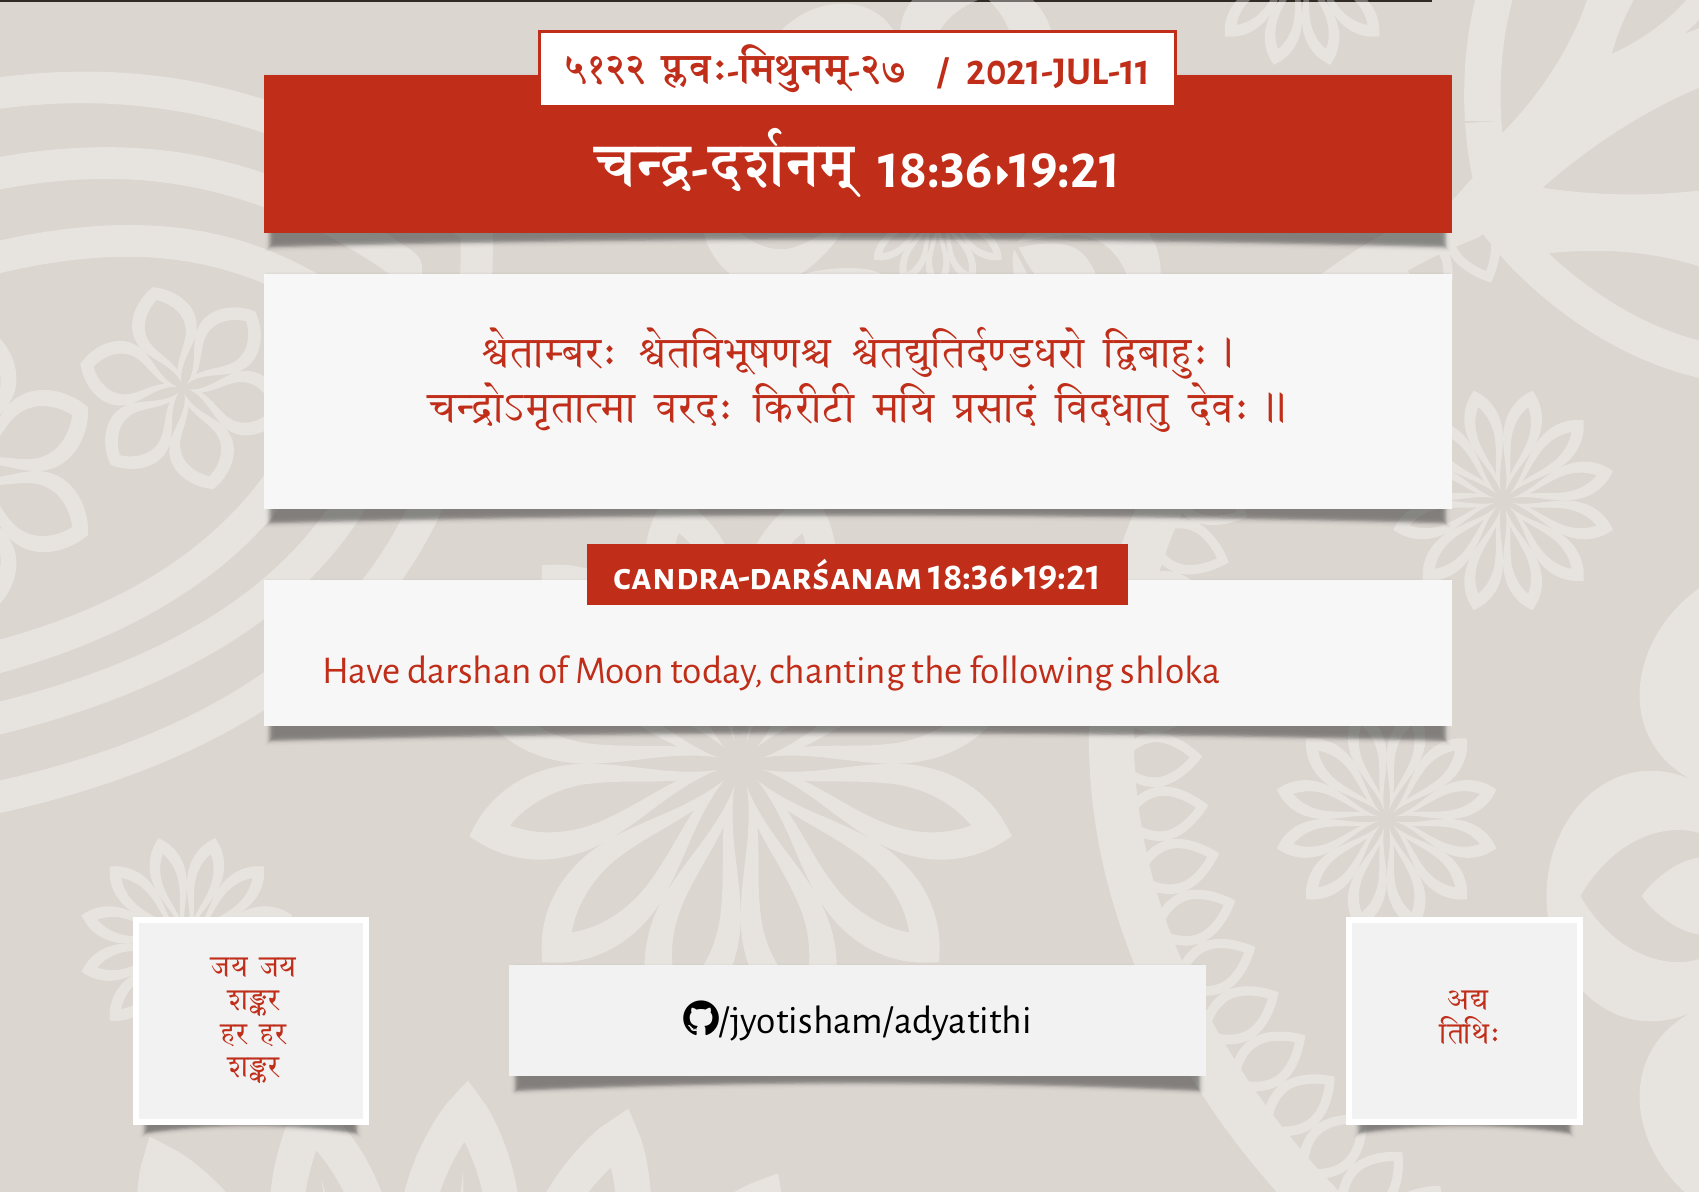 ५१२२ प्लवः-मिथुनम्-२७ / 2021-JUL-11
चन्द्र-दर्शनम् 18:36▸19:21
श्वेताम्बरः श्वेतविभूषणश्च श्वेतद्युतिर्दण्डधरो द्विबाहुः ।
चन्द्रोऽमृतात्मा वरदः किरीटी मयि प्रसादं विदधातु देवः ॥
CANDRA-DARŚANAM 18:36▸19:21
Have darshan of Moon today, chanting the following shloka
जय जय
शङ्कर
हर हर
शङ्कर
/jyotisham/adyatithi
अद्य
तिथिः